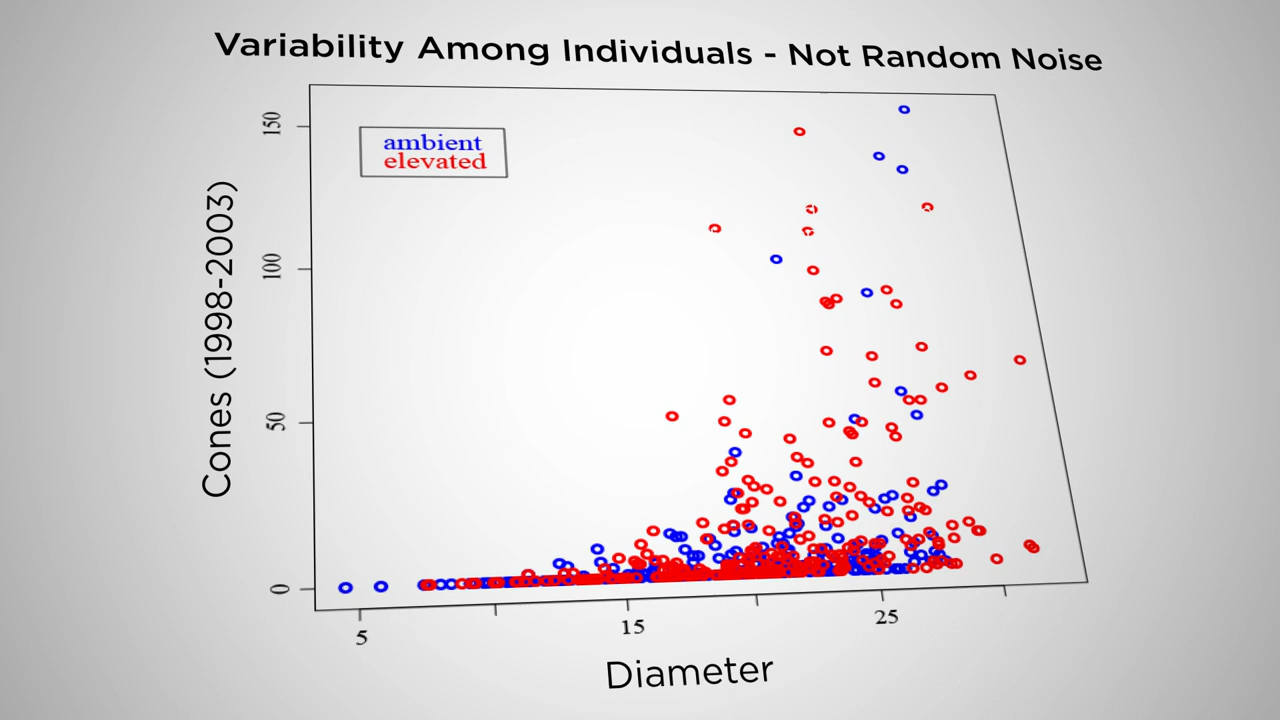 Variability Among Individuals - Not Random Noise
ambient
elevated
Cones (1998-2003)
150
100
50
0
5
15
25
Diameter